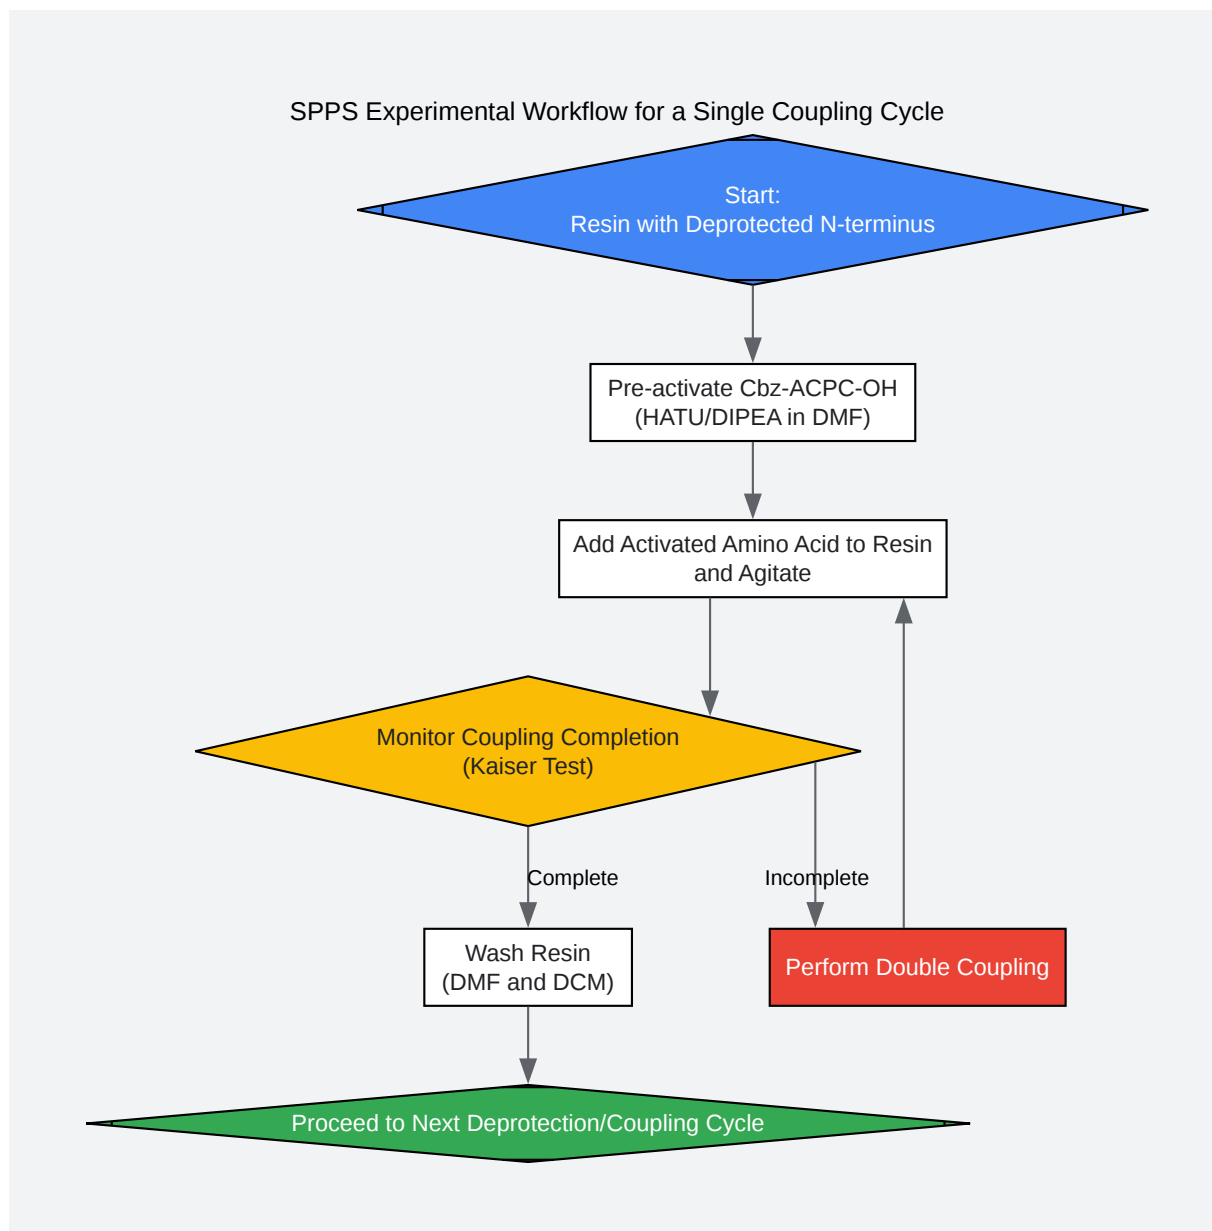 SPPS Experimental Workflow for a Single Coupling Cycle
Start:
Resin with Deprotected N-terminus
Pre-activate Cbz-ACPC-OH
(HATU/DIPEA in DMF)
Add Activated Amino Acid to Resin
and Agitate
Monitor Coupling Completion
(Kaiser Test)
Complete
Incomplete
Wash Resin
(DMF and DCM)
Perform Double Coupling
Proceed to Next Deprotection/Coupling Cycle